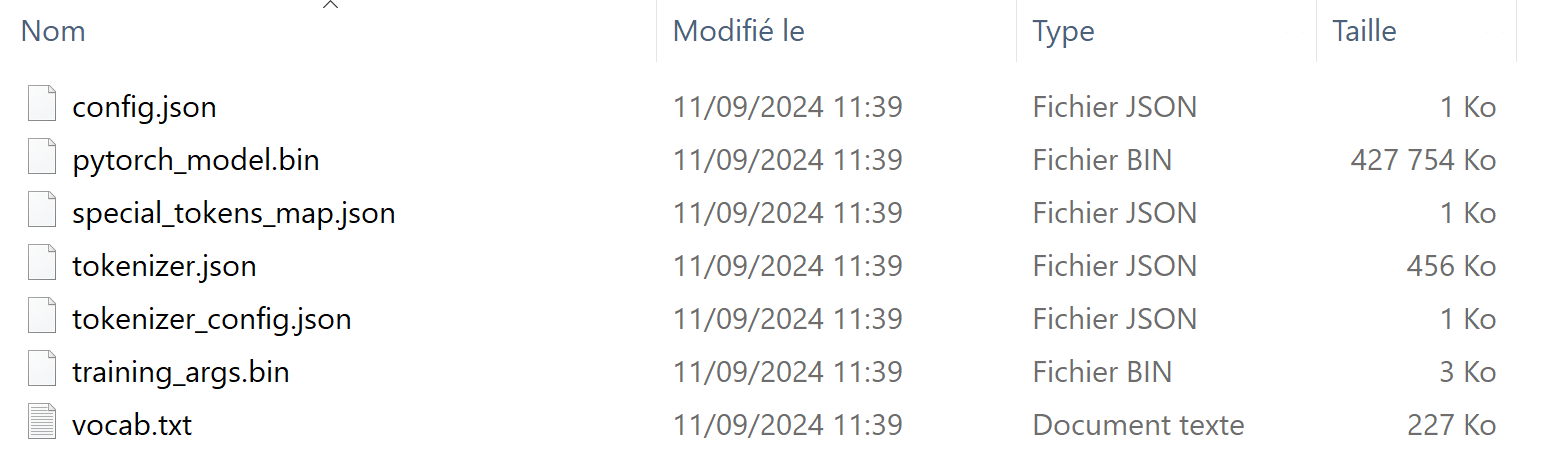 Nom Modifié le Type Taille
config.json 11/09/2024 11:39 Fichier JSON 1 Ko
pytorch_model.bin 11/09/2024 11:39 Fichier BIN 427 754 Ko
special_tokens_map.json 11/09/2024 11:39 Fichier JSON 1 Ko
tokenizer.json 11/09/2024 11:39 Fichier JSON 456 Ko
tokenizer_config.json 11/09/2024 11:39 Fichier JSON 1 Ko
training_args.bin 11/09/2024 11:39 Fichier BIN 3 Ko
vocab.txt 11/09/2024 11:39 Document texte 227 Ko